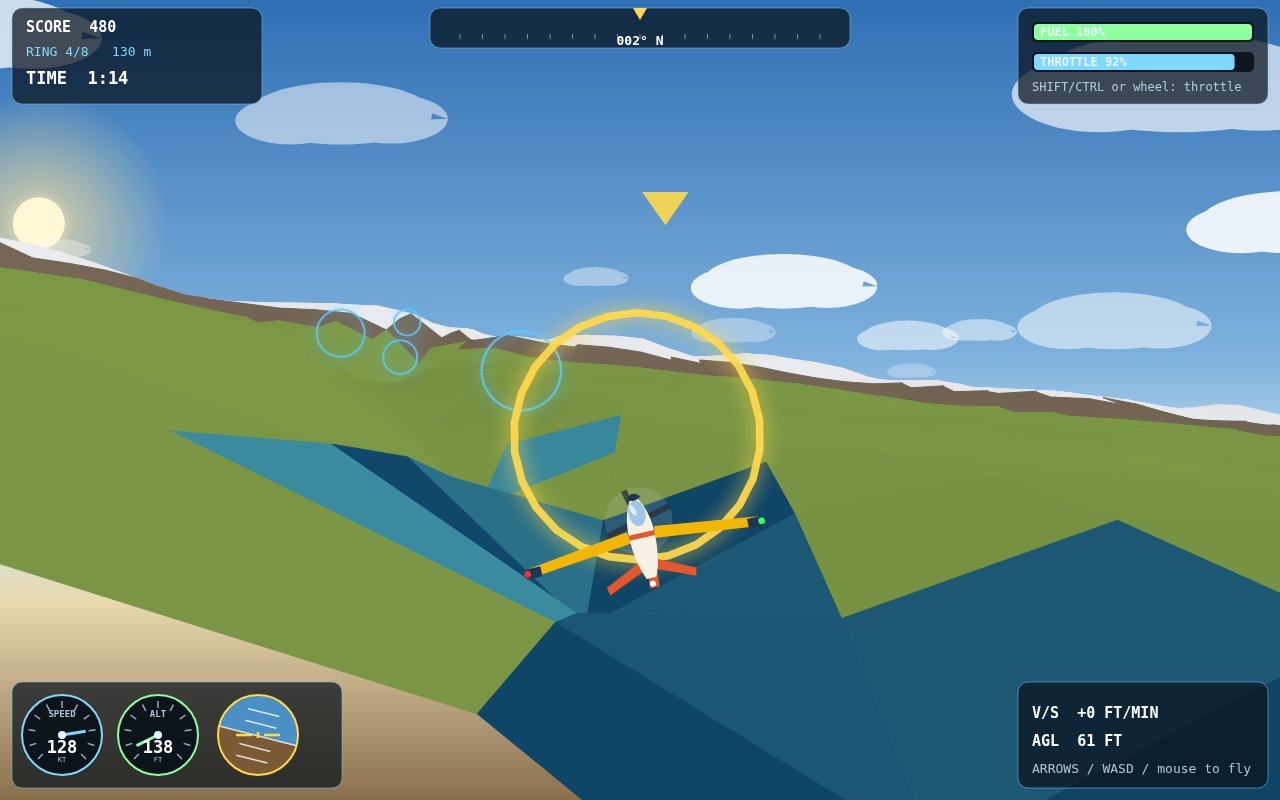 SCORE  480
RING 4/8   130 m
TIME  1:14
002° N
FUEL 100%
THROTTLE 92%
SHIFT/CTRL or wheel: throttle
SPEED
128
KT
ALT
138
FT
V/S  +0 FT/MIN
AGL  61 FT
ARROWS / WASD / mouse to fly